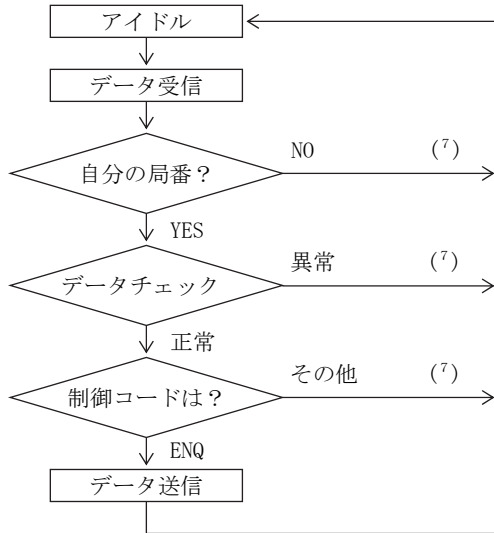 アイドル
データ受信
自分の局番？
NO (7)
YES
データチェック
異常 (7)
正常
制御コードは？
その他 (7)
ENQ
データ送信